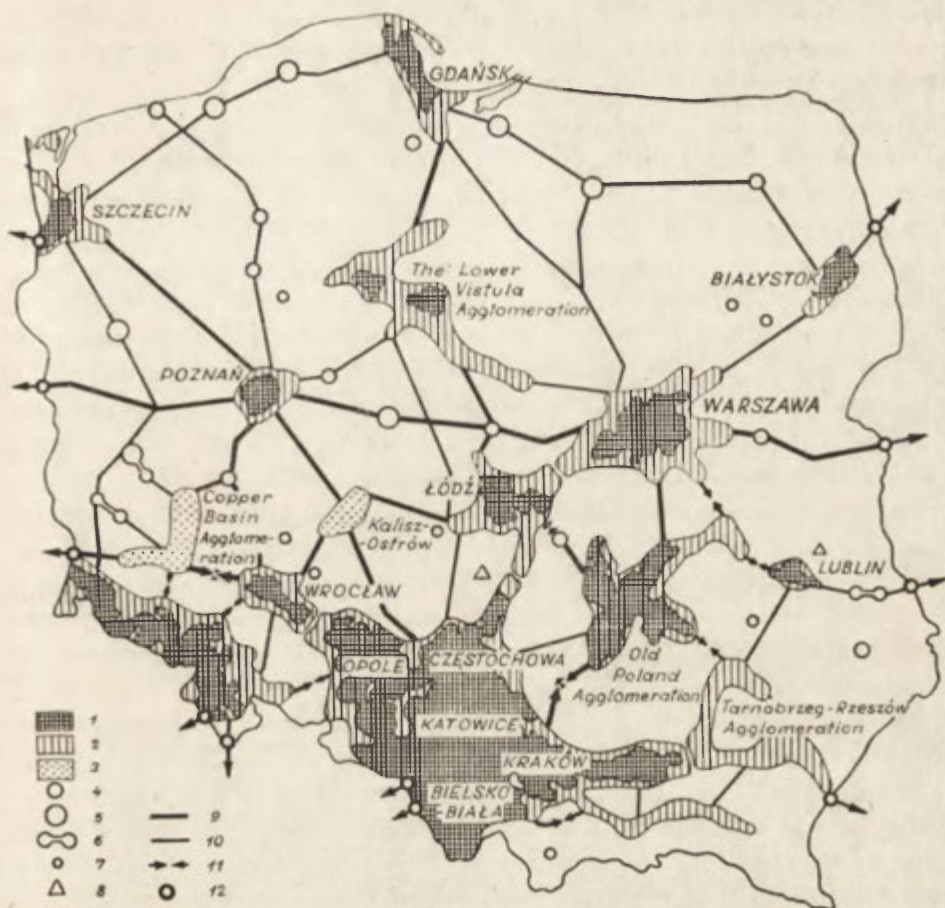 GDAŃSK
SZCZECIN
The Lower
Vistula
Agglomeration
BIAŁYSTOK
POZNAŃ
WARSZAWA
ŁÓDŹ
Copper
Basin
Agglome-
ration
Kalisz-
Ostrów
WROCŁAW
LUBLIN
OPOLE
CZĘSTOCHOWA
Old
Poland
Agglomeration
Tarnobrzeg-Rzeszów
Agglomeration
KATOWICE
KRAKÓW
BIELSKO
-BIAŁA
1
2
3
4
5
6
7
8
9
10
11
12